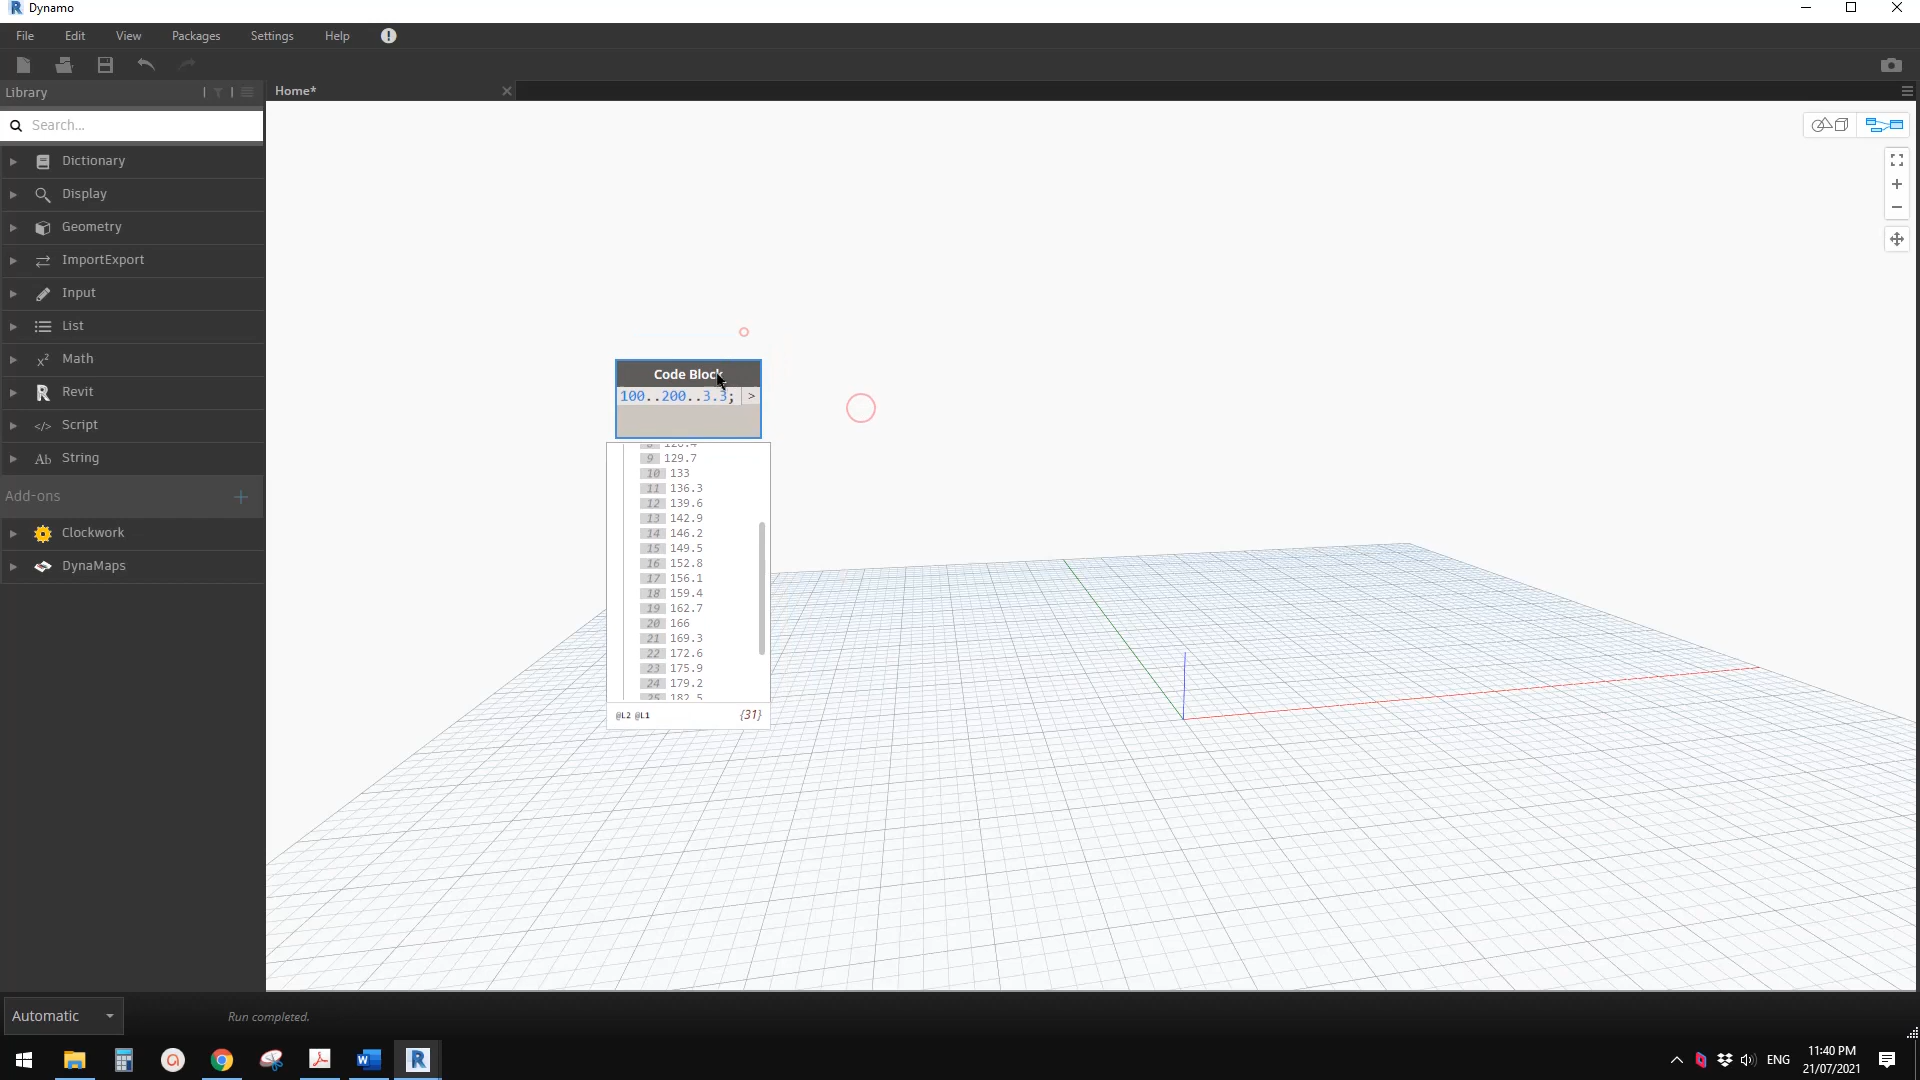 Dynamo
File Edit View Packages Settings Help
Library
Home*
Search...
Dictionary
Display
Geometry
ImportExport
Input
List
Math
Revit
Script
String
Add-ons
Clockwork
DynaMaps
Code Block
100..200..3.3; >
9 129.7
10 133
11 136.3
12 139.6
13 142.9
14 146.2
15 149.5
16 152.8
17 156.1
18 159.4
19 162.7
20 166
21 169.3
22 172.6
23 175.9
24 179.2
25 182.5
@L2 @L1 {31}
Automatic
Run completed.
ENG
11:40 PM
21/07/2021